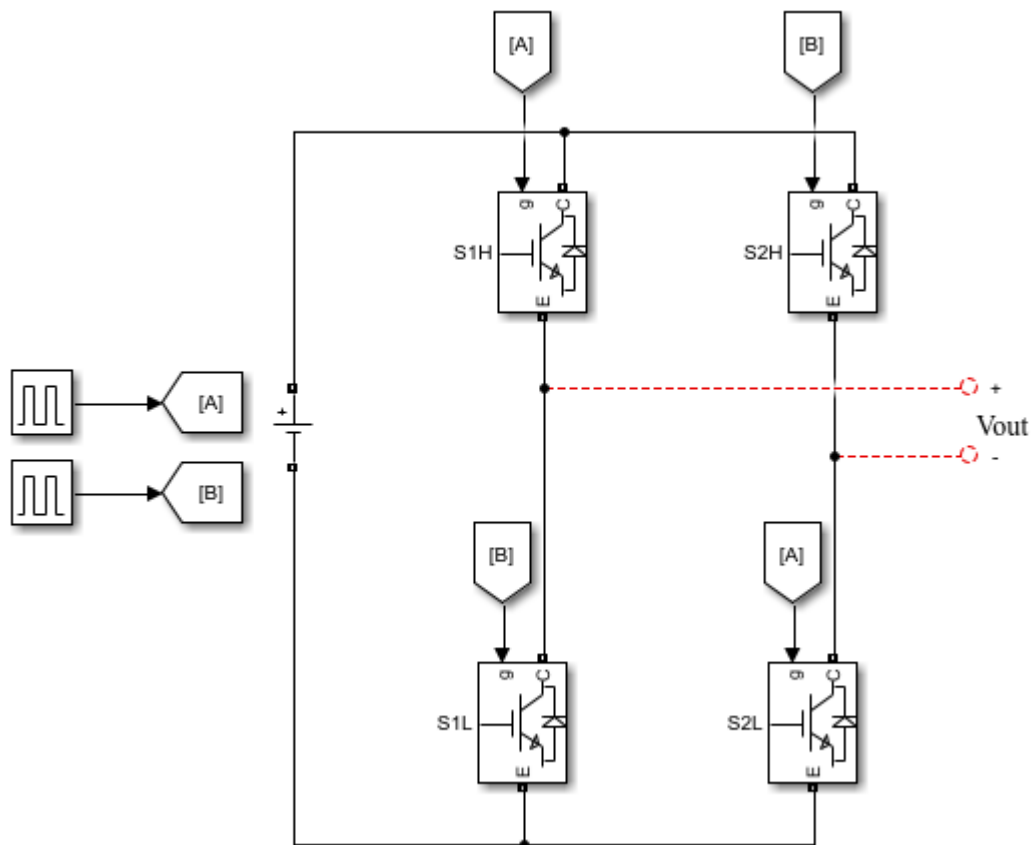 [A]
[B]
g
C
S1H
E
g
C
S2H
E
[A]
+
+
Vout
-
[B]
[B]
[A]
g
C
S1L
E
g
C
S2L
E